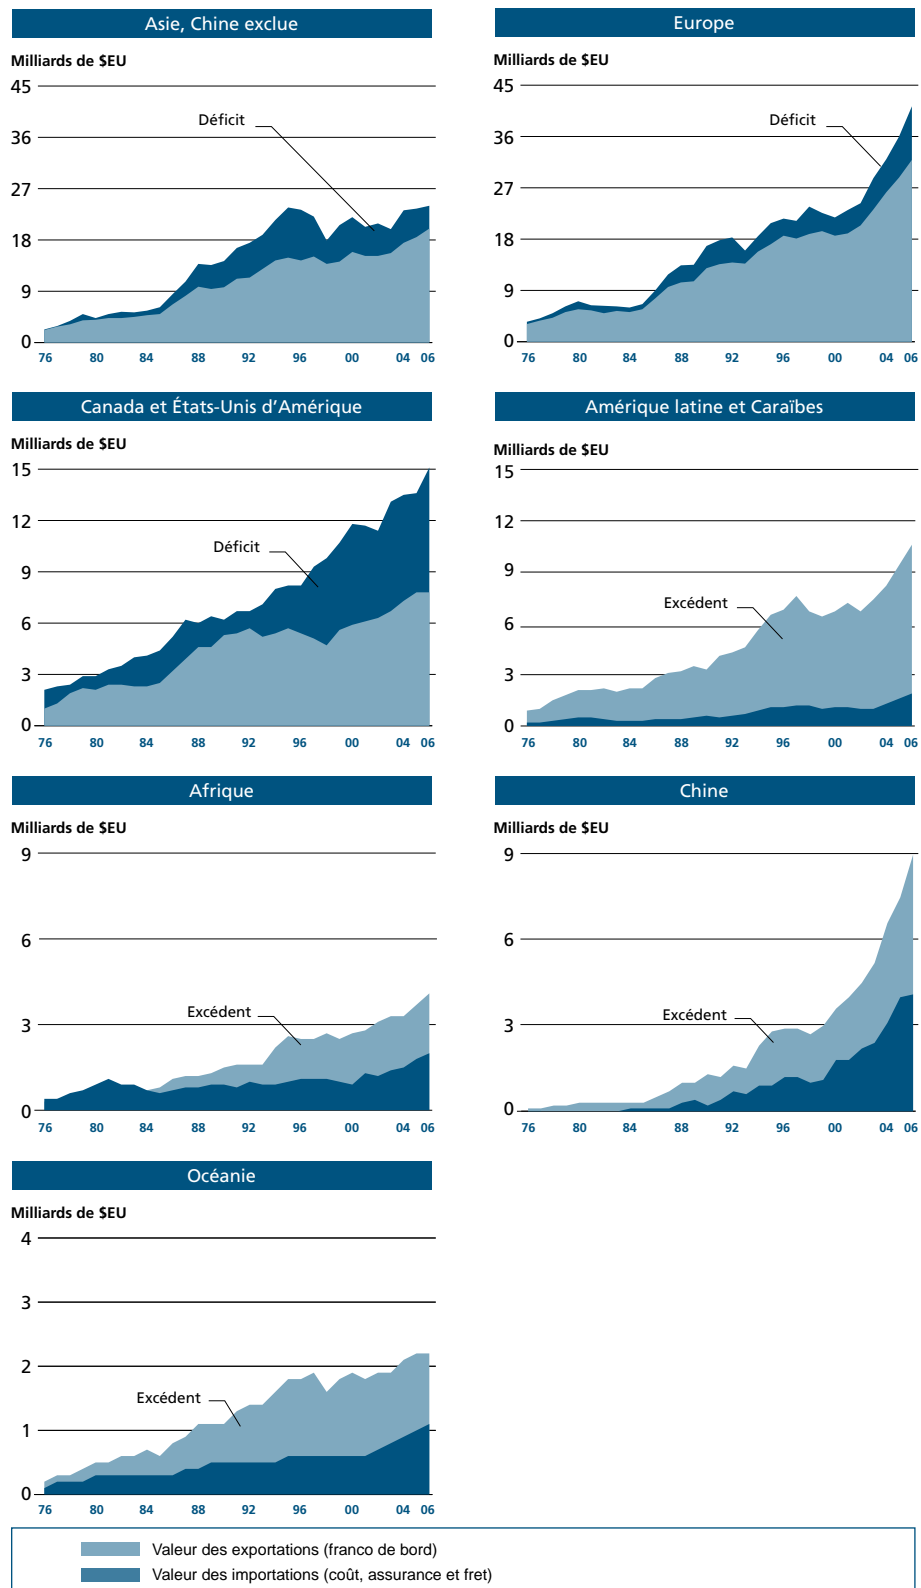 Asie, Chine exclue
Milliards de $EU
45
36
27
18
9
0
Déficit
76 80 84 88 92 96 00 04 06
Europe
Milliards de $EU
45
36
27
18
9
0
Déficit
76 80 84 88 92 96 00 04 06
Canada et États-Unis d'Amérique
Milliards de $EU
15
12
9
6
3
0
Déficit
76 80 84 88 92 96 00 04 06
Amérique latine et Caraïbes
Milliards de $EU
15
12
9
6
3
0
Excédent
76 80 84 88 92 96 00 04 06
Afrique
Milliards de $EU
9
6
3
0
Excédent
76 80 84 88 92 96 00 04 06
Chine
Milliards de $EU
9
6
3
0
Excédent
76 80 84 88 92 96 00 04 06
Océanie
Milliards de $EU
4
3
2
1
0
Excédent
76 80 84 88 92 96 00 04 06
Valeur des exportations (franco de bord)
Valeur des importations (coût, assurance et fret)